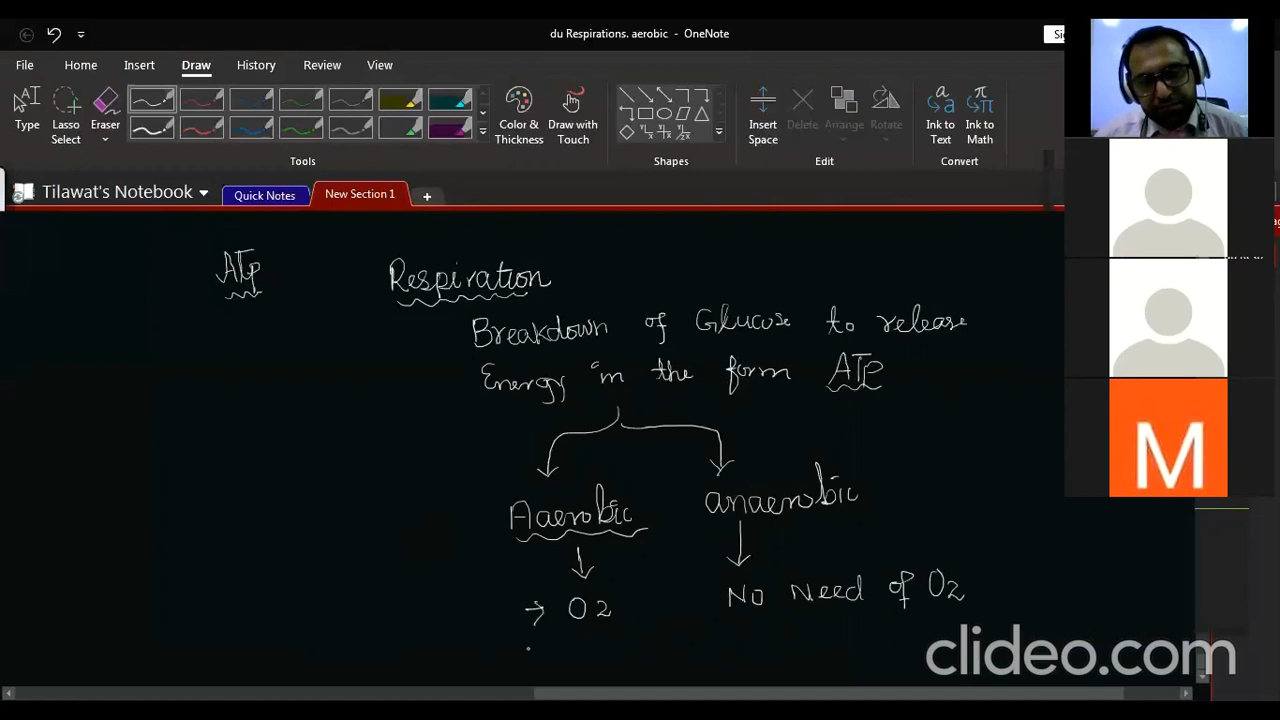 du Respirations. aerobic - OneNote
File Home Insert Draw History Review View
Type
Lasso Select
Eraser
Color & Thickness
Draw with Touch
Insert Space
Delete
Arrange
Rotate
Ink to Text
Ink to Math
Tools
Shapes
Edit
Convert
Tilawat's Notebook
Quick Notes
New Section 1
ATP
Respiration
Breakdown of Glucose to release
Energy in the form ATP
Aaerobic anaerobic
→ O2
No Need of O2
M
clideo.com